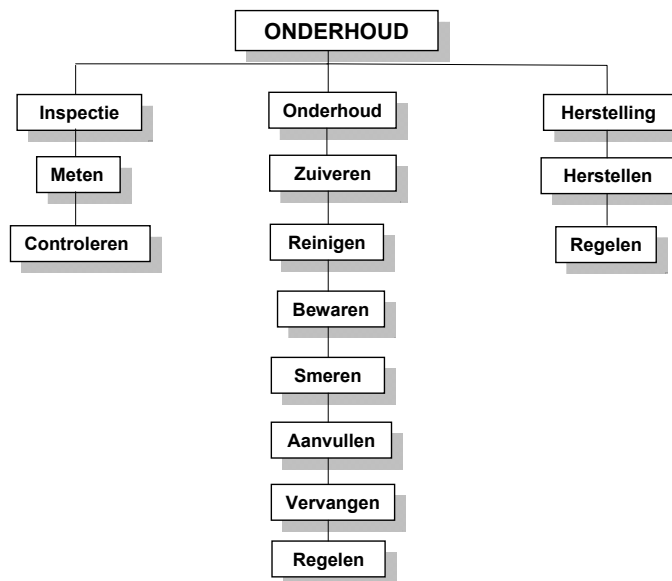 ONDERHOUD
Inspectie
Meten
Controleren
Onderhoud
Zuiveren
Reinigen
Bewaren
Smeren
Aanvullen
Vervangen
Regelen
Herstelling
Herstellen
Regelen